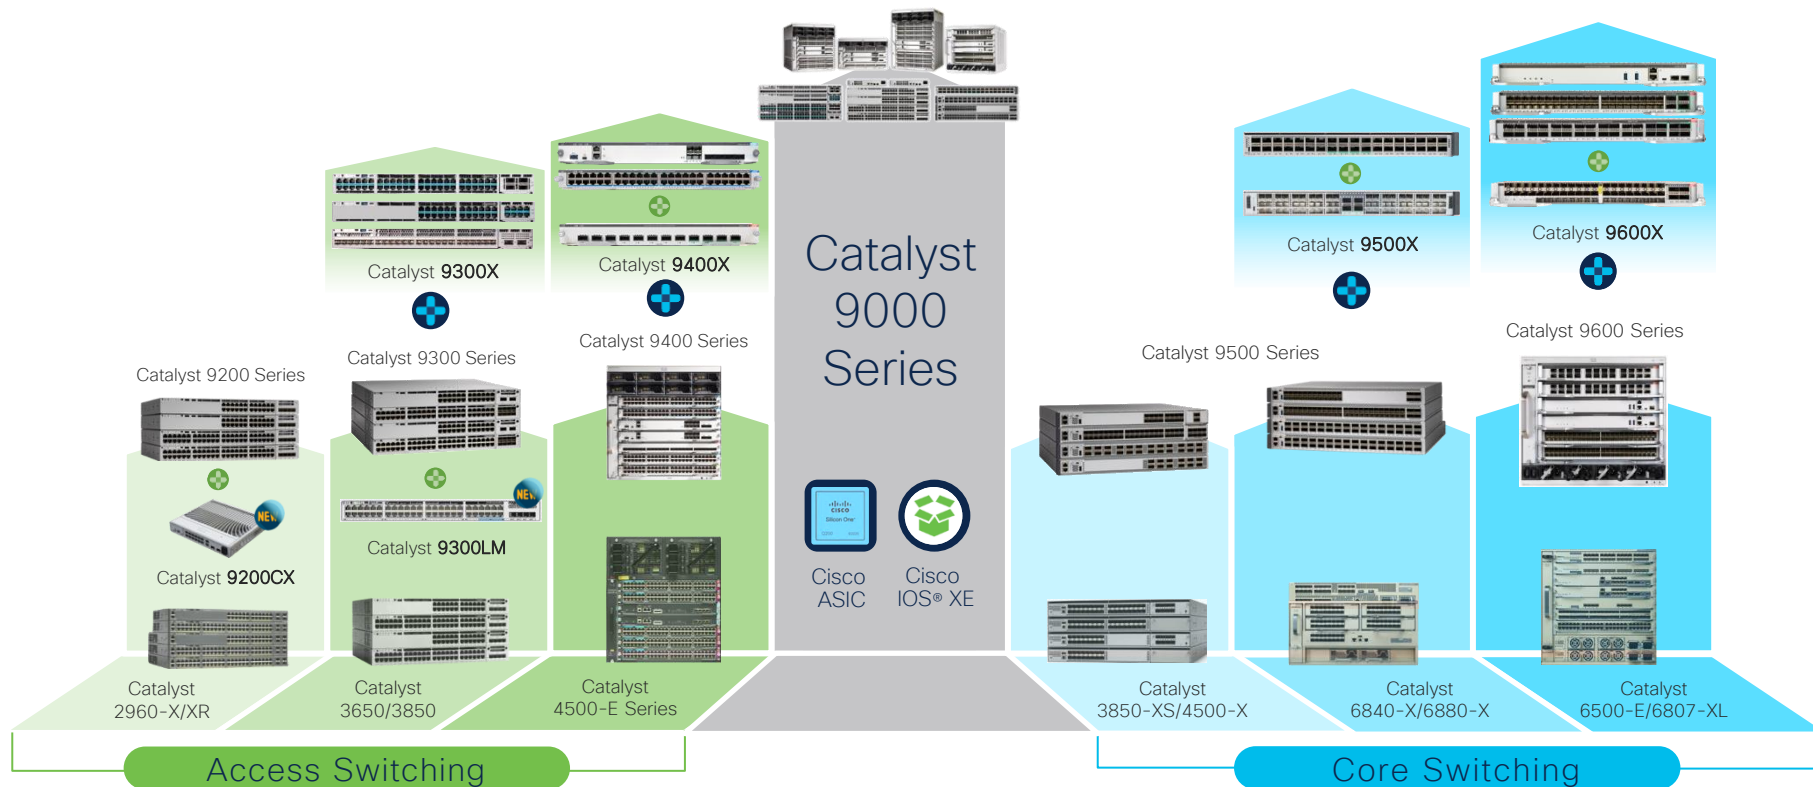 Catalyst 9300X
Catalyst 9400X
Catalyst
9000
Series
Catalyst 9500X
Catalyst 9600X
Catalyst 9200 Series
Catalyst 9300 Series
Catalyst 9400 Series
Catalyst 9500 Series
Catalyst 9600 Series
NEW
Catalyst 9200CX
NEW
Catalyst 9300LM
CISCO
Silicon One
Cisco
ASIC
Cisco
IOS® XE
Catalyst
2960-X/XR
Catalyst
3650/3850
Catalyst
4500-E Series
Catalyst
3850-XS/4500-X
Catalyst
6840-X/6880-X
Catalyst
6500-E/6807-XL
Access Switching
Core Switching